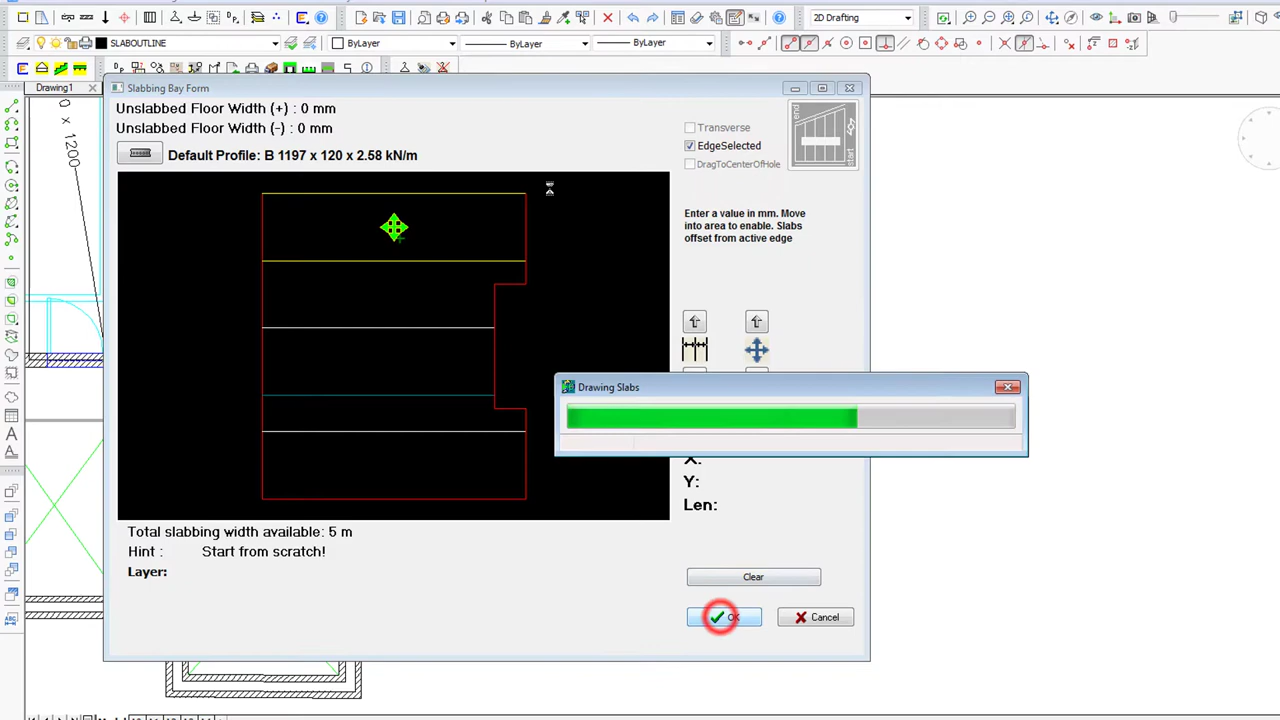 2D Drafting
SLABOUTLINE
ByLayer
ByLayer
ByLayer
Drawing1
x 1200
Slabbing Bay Form
Unslabbed Floor Width (+) : 0 mm
Unslabbed Floor Width (-) : 0 mm
Default Profile: B 1197 x 120 x 2.58 kN/m
Transverse
EdgeSelected
DragToCenterOfHole
end
start
Enter a value in mm. Move
into area to enable. Slabs
offset from active edge
Drawing Slabs
X:
Y:
Len:
Total slabbing width available: 5 m
Hint : Start from scratch!
Layer:
Clear
OK
Cancel